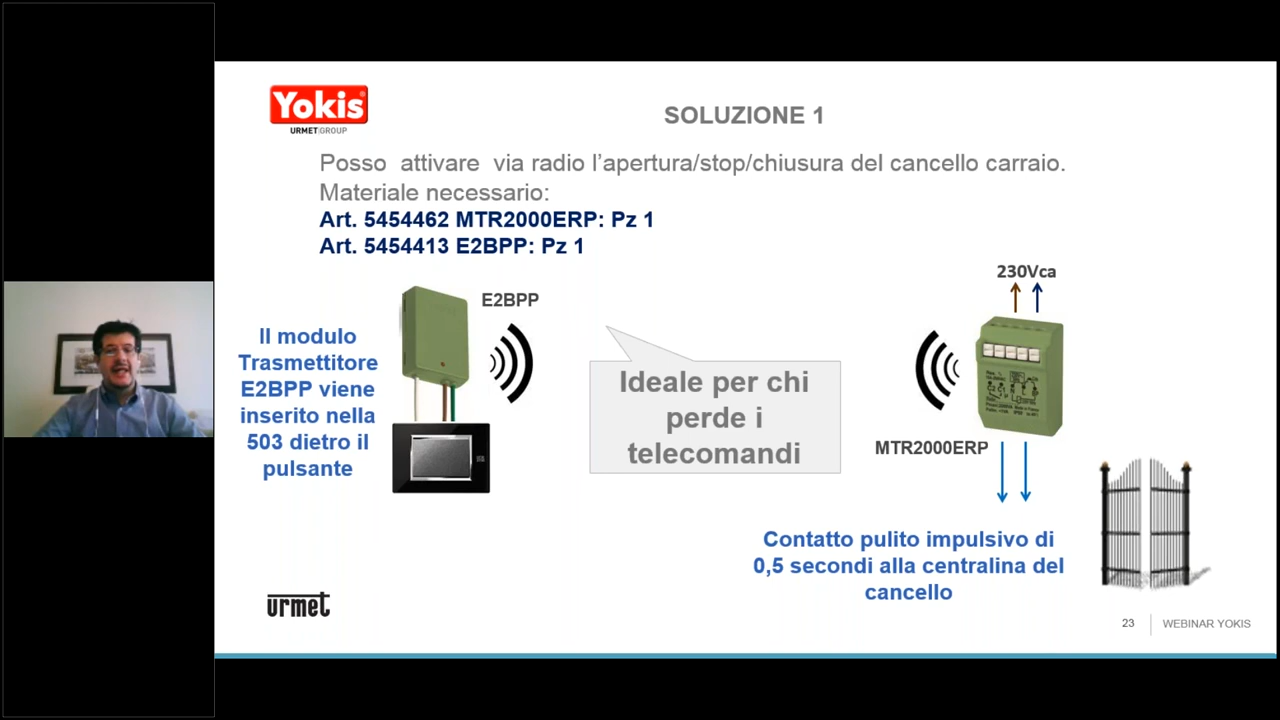 Yokis
URMET GROUP
SOLUZIONE 1
Posso attivare via radio l'apertura/stop/chiusura del cancello carraio.
Materiale necessario:
Art. 5454462 MTR2000ERP: Pz 1
Art. 5454413 E2BPP: Pz 1
E2BPP
Il modulo
Trasmettitore
E2BPP viene
inserito nella
503 dietro il
pulsante
Ideale per chi
perde i
telecomandi
230Vca
MTR2000ERP
Contatto pulito impulsivo di
0,5 secondi alla centralina del
cancello
urmet
23
WEBINAR YOKIS